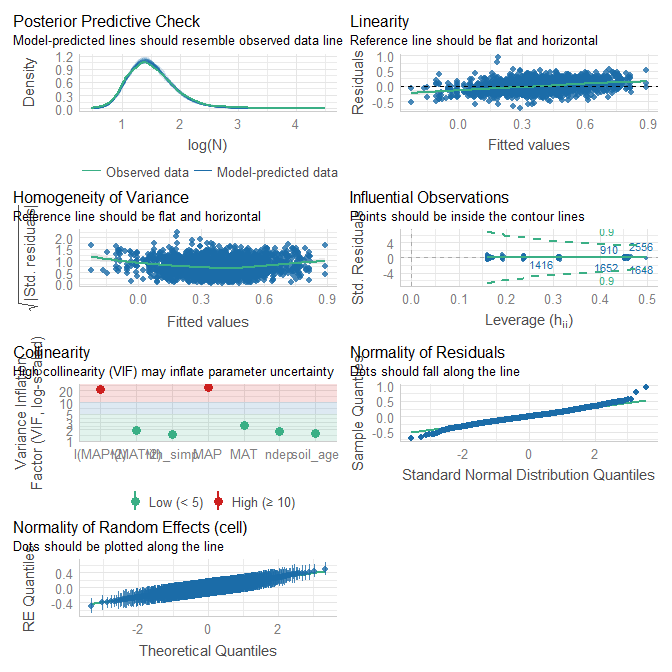 Posterior Predictive Check
Model-predicted lines should resemble observed data line
Density
1.2
0.9
0.6
0.3
0.0
1
2
3
4
log(N)
Observed data
Model-predicted data
Linearity
Reference line should be flat and horizontal
Residuals
1.0
0.5
0.0
-0.5
0.0
0.3
0.6
0.9
Fitted values
Homogeneity of Variance
Reference line should be flat and horizontal
√|Std. residuals|
2.0
1.5
1.0
0.5
0.0
0.0
0.3
0.6
0.9
Fitted values
Influential Observations
Points should be inside the contour lines
Std. Residuals
4
0
-4
0.9
910
2556
1416
1652
1648
0.9
0.0
0.1
0.2
0.3
0.4
0.5
Leverage (hii)
Collinearity
High collinearity (VIF) may inflate parameter uncertainty
Variance Inflation
Factor (VIF, log-scaled)
20
10
5
3
2
1
MAP
MAT
ndep
soil_age
Low (< 5)
High (≥ 10)
Normality of Residuals
Dots should fall along the line
Sample Quantiles
1.0
0.5
0.0
-0.5
-2
0
2
Standard Normal Distribution Quantiles
Normality of Random Effects (cell)
Dots should be plotted along the line
RE Quantiles
0.4
0.0
-0.4
-2
0
2
Theoretical Quantiles